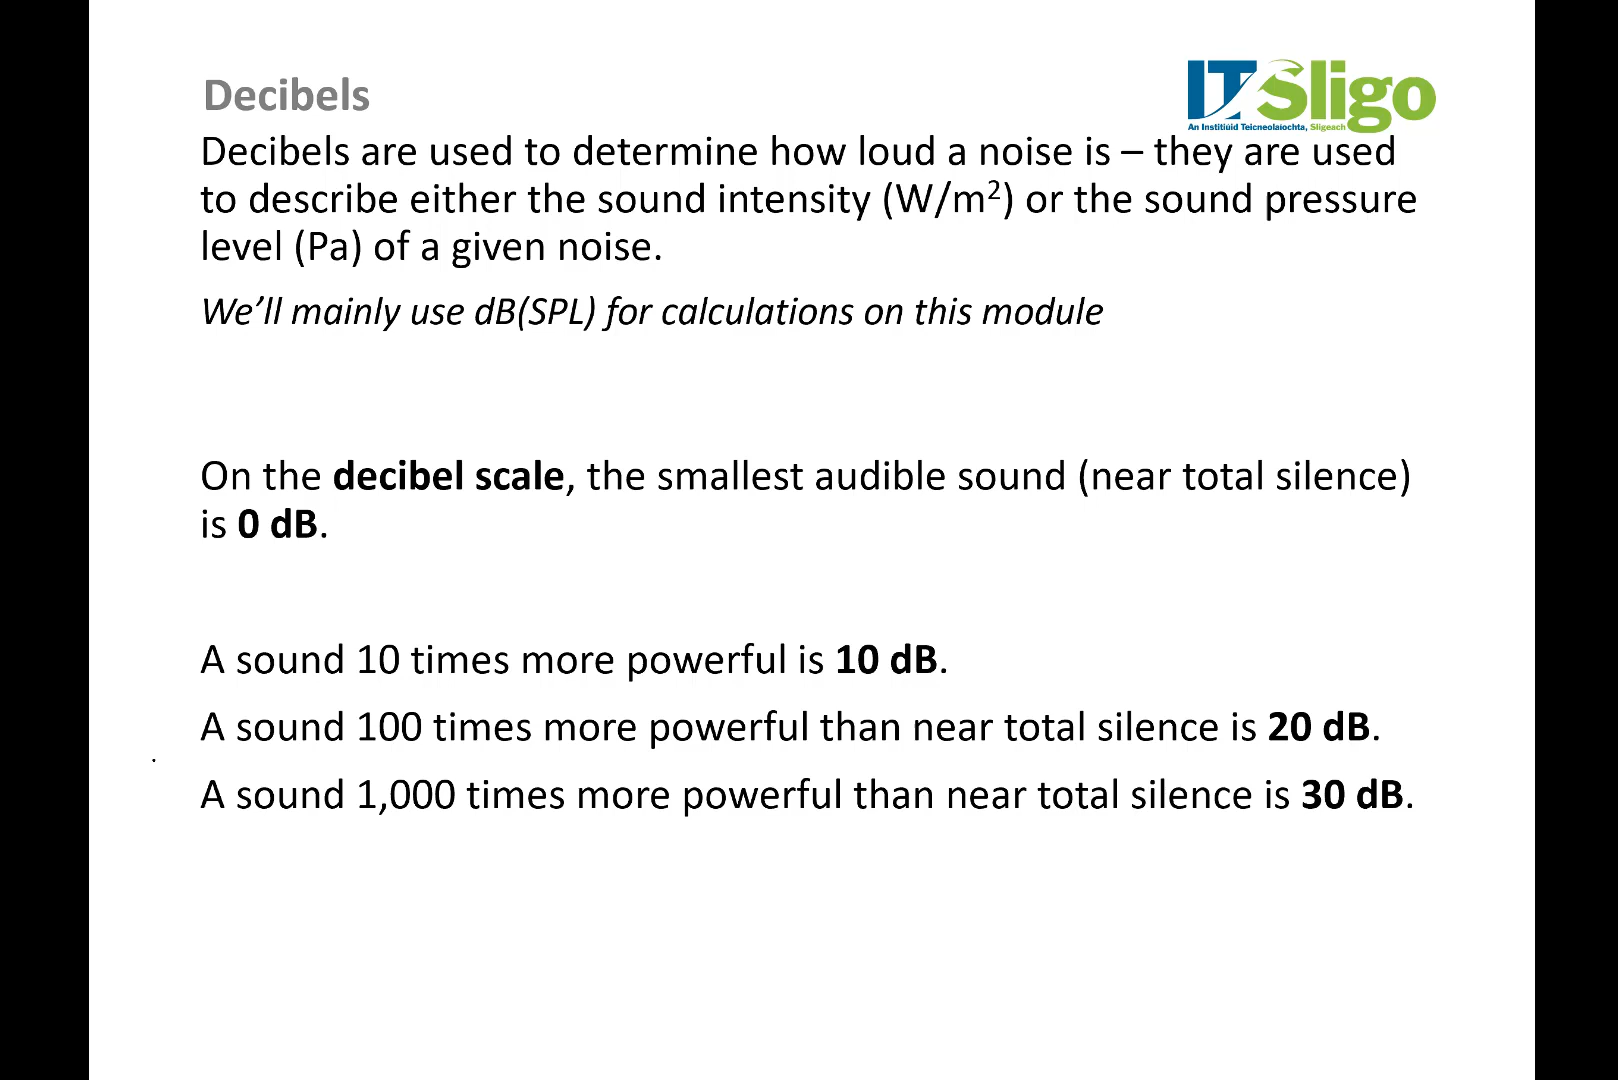 Decibels
ITSligo
An Institiúid Teicneolaíochta, Sligeach
Decibels are used to determine how loud a noise is – they are used
to describe either the sound intensity (W/m²) or the sound pressure
level (Pa) of a given noise.
We’ll mainly use dB(SPL) for calculations on this module
On the decibel scale, the smallest audible sound (near total silence)
is 0 dB.
A sound 10 times more powerful is 10 dB.
A sound 100 times more powerful than near total silence is 20 dB.
A sound 1,000 times more powerful than near total silence is 30 dB.